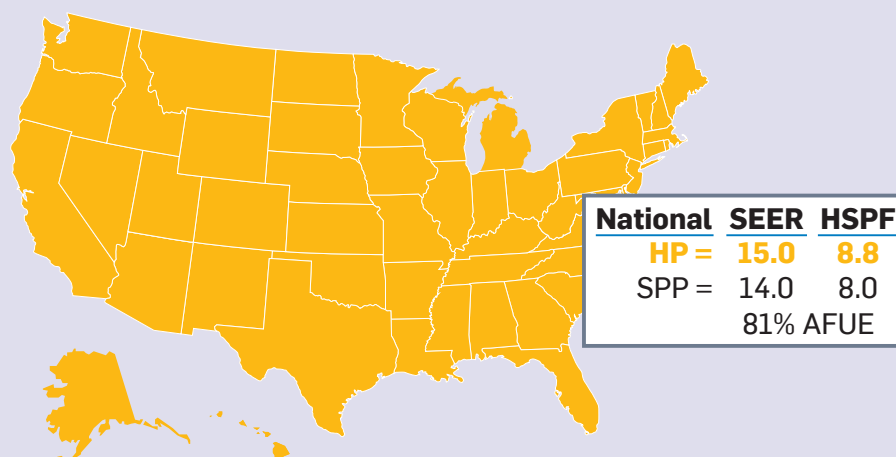 National SEER HSPF
HP = 15.0 8.8
SPP = 14.0 8.0
81% AFUE